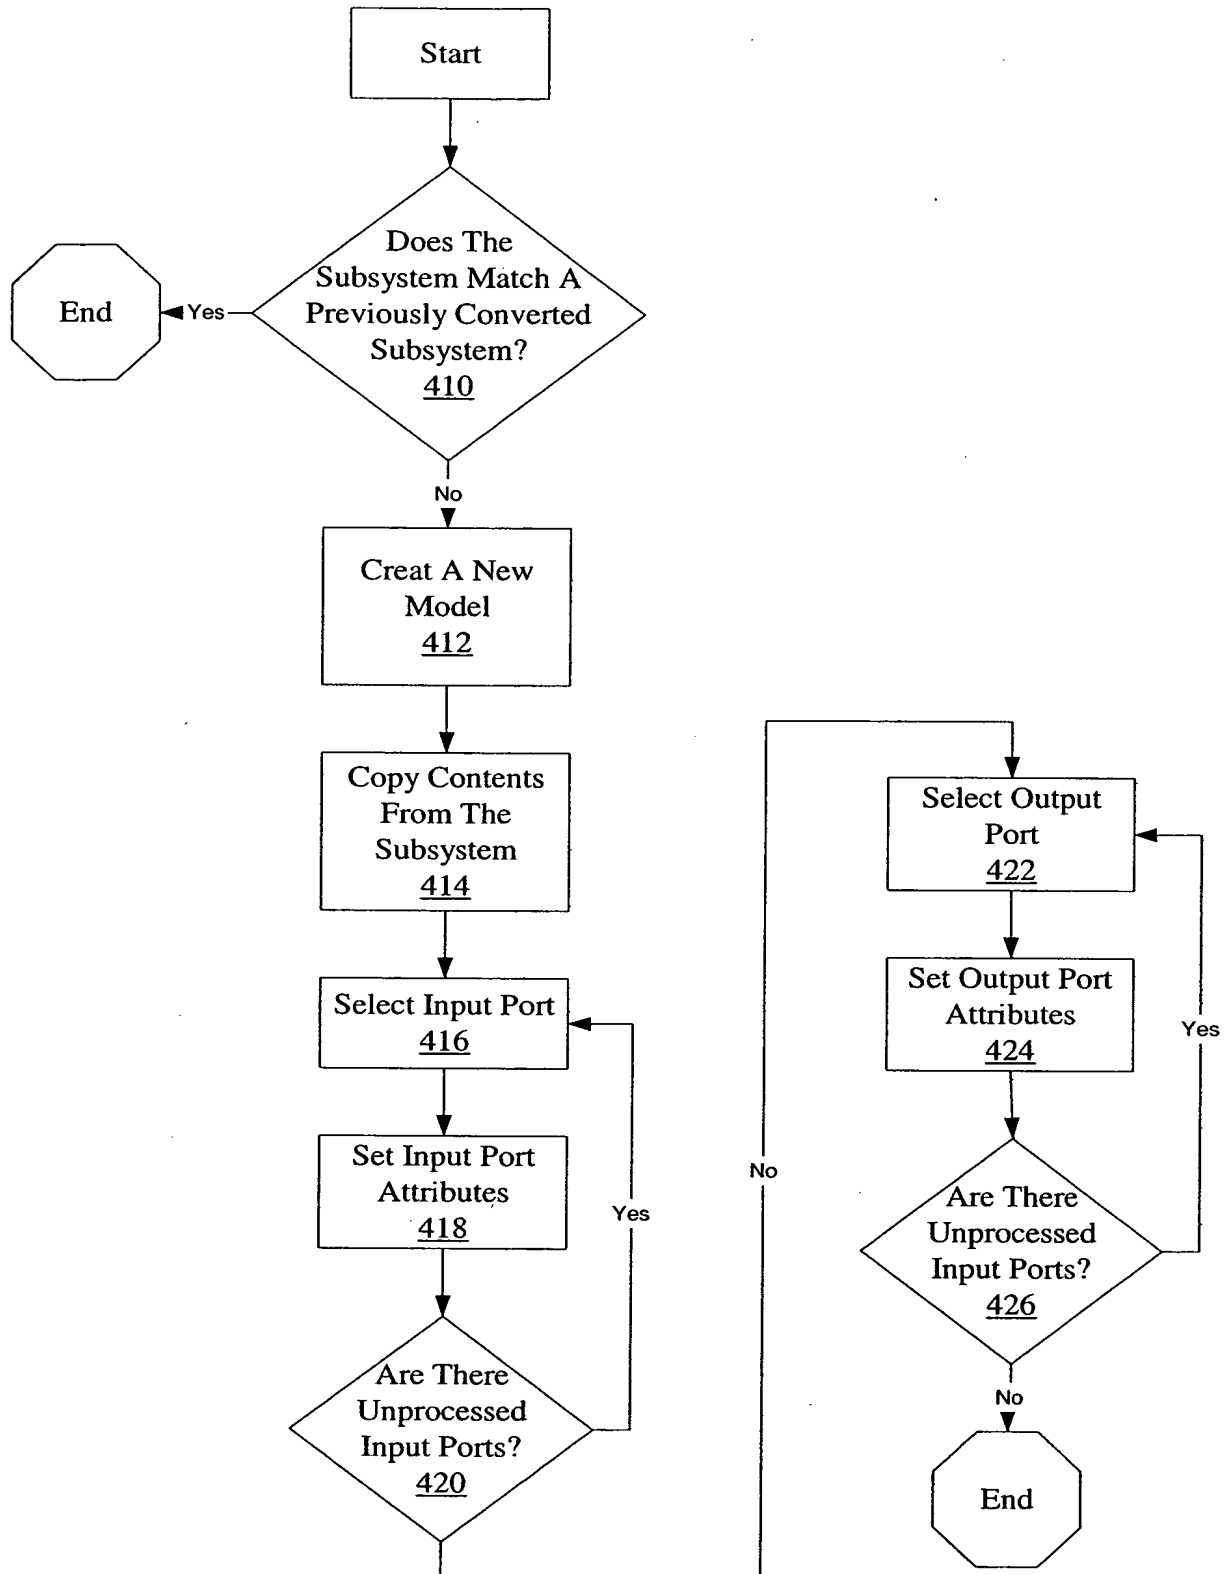 Start
Does The
Subsystem Match A
Previously Converted
Subsystem?
410
Yes
End
No
Creat A New
Model
412
Copy Contents
From The
Subsystem
414
Select Input Port
416
Set Input Port
Attributes
418
Yes
Are There
Unprocessed
Input Ports?
420
No
Select Output
Port
422
Set Output Port
Attributes
424
Yes
Are There
Unprocessed
Input Ports?
426
No
End